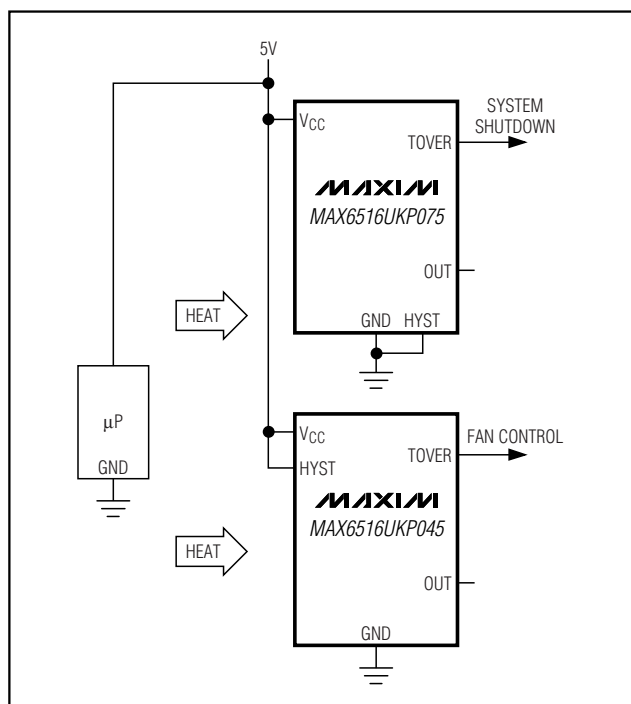 5V
SYSTEM
SHUTDOWN
VCC
TOVER
MAXIM
MAX6516UKP075
OUT
HEAT
GND HYST
μP
GND
VCC
FAN CONTROL
HYST
TOVER
MAXIM
MAX6516UKP045
HEAT
OUT
GND